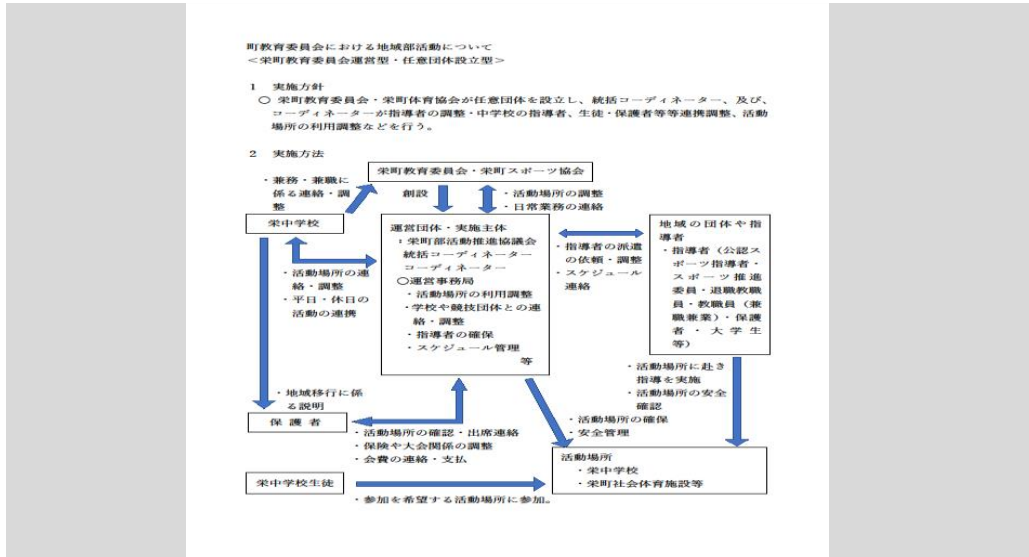 町教育委員会における地域部活動について
＜栄町教育委員会運営型・任意団体設立型＞
1 実施方針
○ 栄町教育委員会・栄町体育協会が任意団体を設立し、統括コーディネーター、及び、
コーディネーターが指導者の調整・中学校の指導者、生徒・保護者等等連携調整、活動
場所の利用調整などを行う。
2 実施方法
栄町教育委員会・栄町スポーツ協会
・兼務・兼職に
係る連絡・調
整
創設
・活動場所の調整
・日常業務の連絡
栄中学校
運営団体・実施主体
：栄町部活動推進協議会
統括コーディネーター
コーディネーター
○運営事務局
・活動場所の利用調整
・学校や競技団体との連
絡・調整
・指導者の確保
・スケジュール管理
等
・指導者の派遣
の依頼・調整
・スケジュール
連絡
地域の団体や指
導者
・指導者（公認ス
ポーツ指導者・
スポーツ推進
委員・退職教職
員・教職員（兼
職兼業）・保護
者・大学生
等）
・活動場所の連
絡・調整
・平日・休日の
活動の連携
・活動場所に赴き
指導を実施
・活動場所の安全
確認
・地域移行に係
る説明
保護者
・活動場所の確認・出席連絡
・保険や大会関係の調整
・会費の連絡・支払
・活動場所の確保
・安全管理
活動場所
・栄中学校
・栄町社会体育施設等
栄中学校生徒
・参加を希望する活動場所に参加。